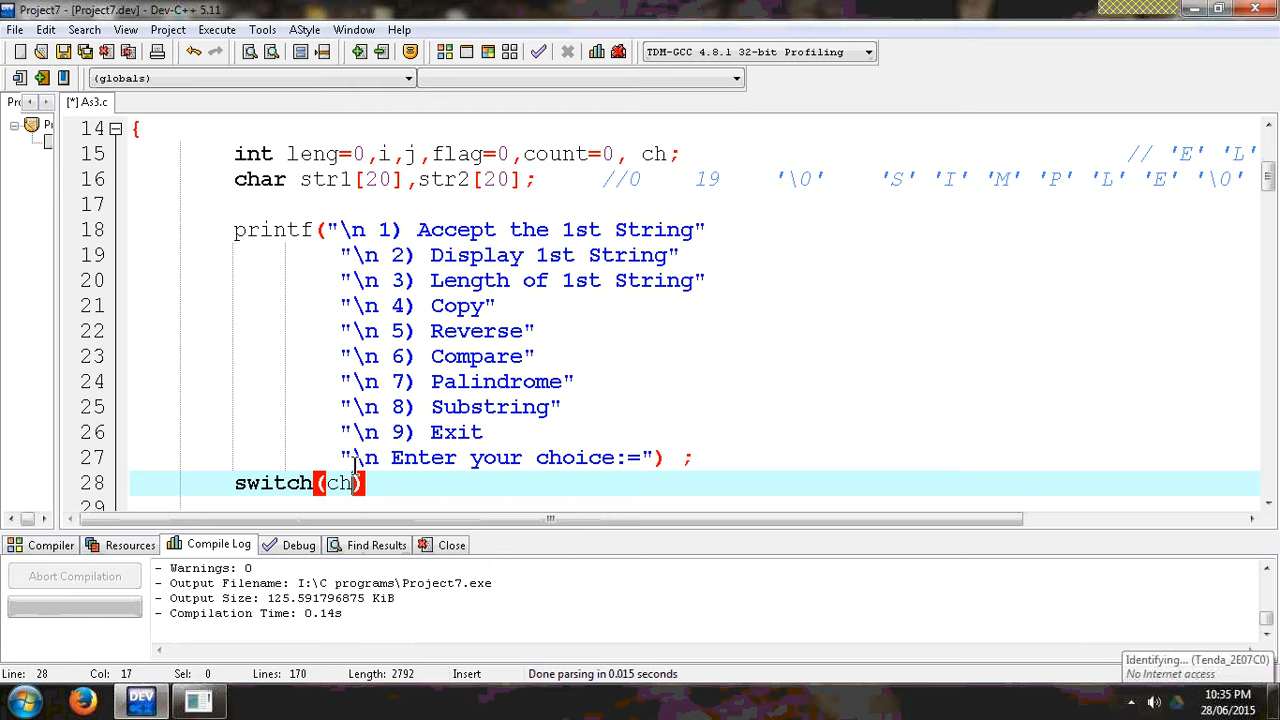 Project7 - [Project7.dev] - Dev-C++ 5.11
File Edit Search View Project Execute Tools AStyle Window Help
TDM-GCC 4.8.1 32-bit Profiling
(globals)
Pr [*] As3.c
14 {
15 int leng=0,i,j,flag=0,count=0, ch; // 'E' 'L'
16 char str1[20],str2[20]; //0 19 '\0' 'S' 'I' 'M' 'P' 'L' 'E' '\0'
17
18 printf("\n 1) Accept the 1st String"
19 "\n 2) Display 1st String"
20 "\n 3) Length of 1st String"
21 "\n 4) Copy"
22 "\n 5) Reverse"
23 "\n 6) Compare"
24 "\n 7) Palindrome"
25 "\n 8) Substring"
26 "\n 9) Exit
27 "\n Enter your choice:=") ;
28 switch(ch)
29
Compiler Resources Compile Log Debug Find Results Close
Abort Compilation
- Warnings: 0
- Output Filename: I:\C programs\Project7.exe
- Output Size: 125.591796875 KiB
- Compilation Time: 0.14s
Line: 28 Col: 17 Sel: 0 Lines: 170 Length: 2792 Insert Done parsing in 0.015 seconds
Identifying... (Tenda_2E07C0)
No Internet access
DEV
10:35 PM
28/06/2015